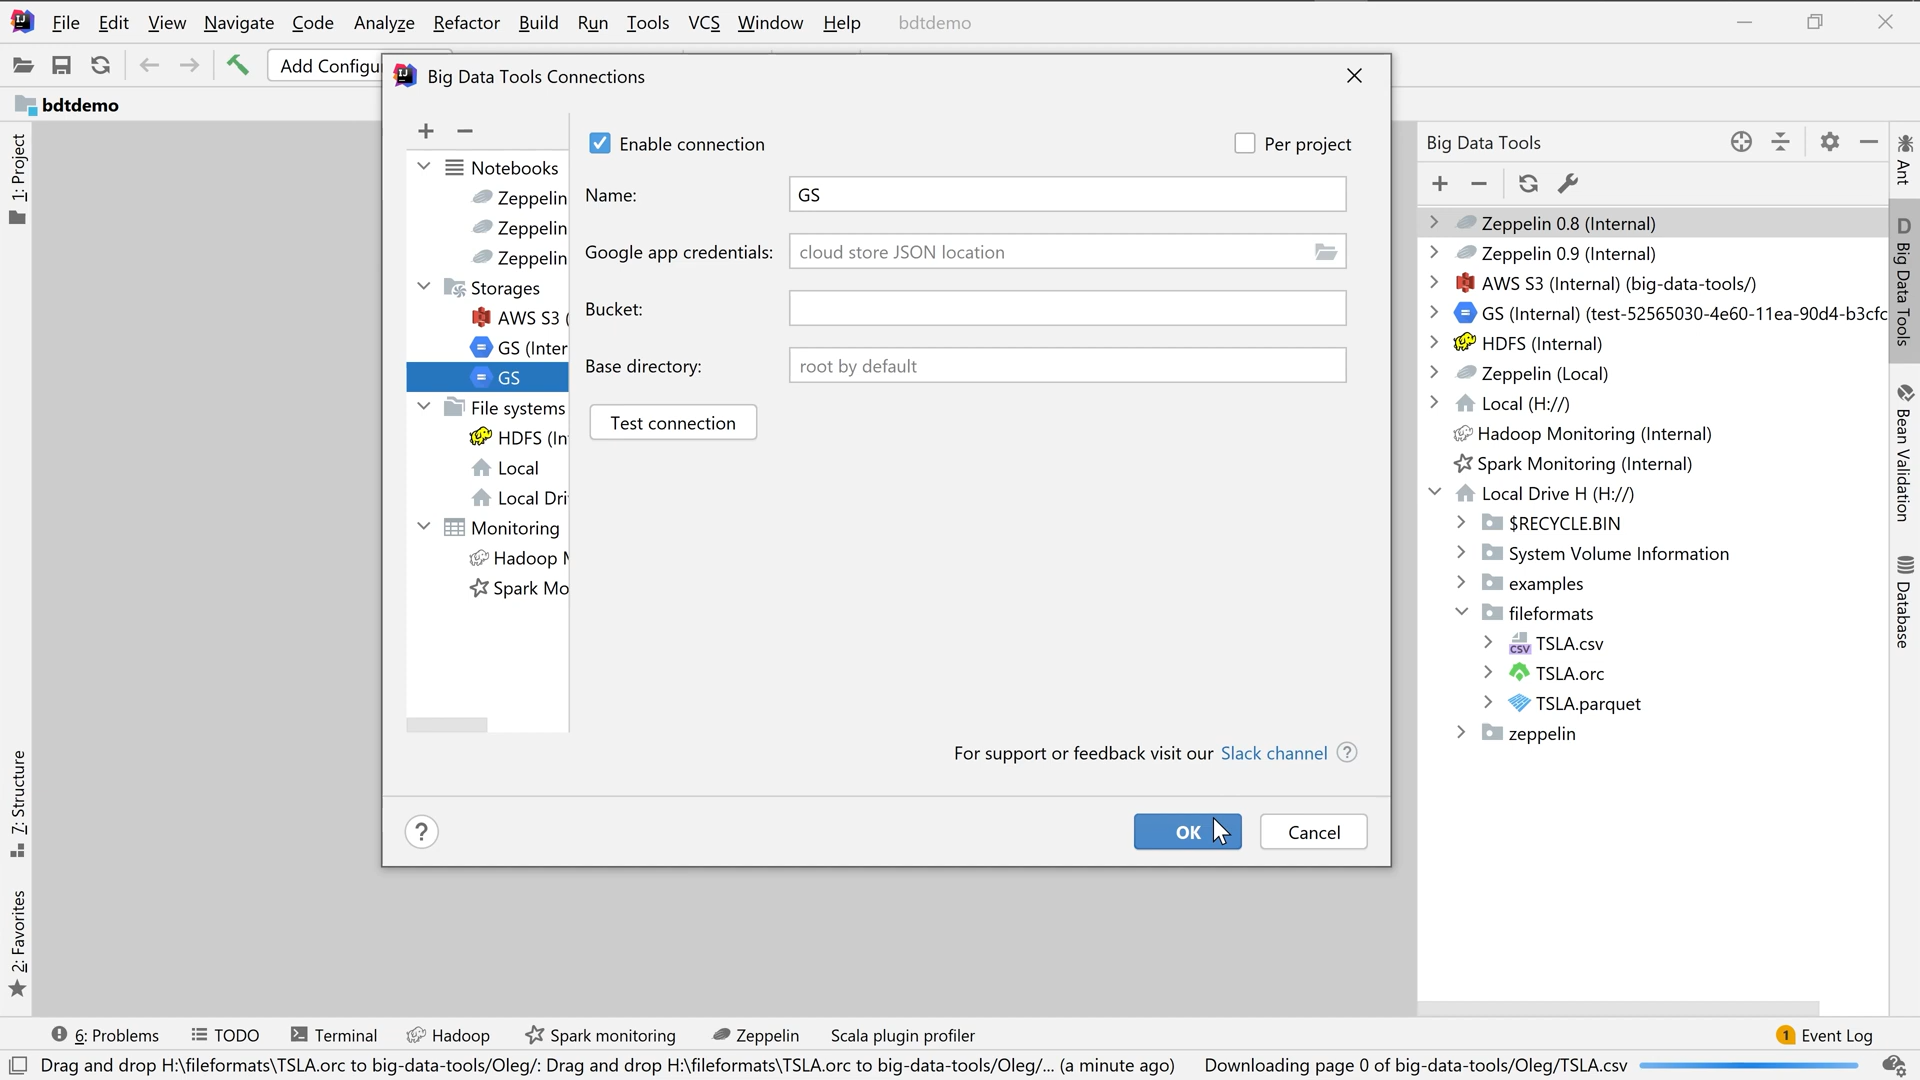 File Edit View Navigate Code Analyze Refactor Build Run Tools VCS Window Help bdtdemo
Add Configu
bdtdemo
1: Project
7: Structure
2: Favorites
Big Data Tools Connections
Notebooks
Zeppelin
Zeppelin
Zeppelin
Storages
AWS S3 (
GS (Inter
GS
File systems
HDFS (In
Local
Local Dri
Monitoring
Hadoop M
Spark Mo
Enable connection
Per project
Name: GS
Google app credentials: cloud store JSON location
Bucket:
Base directory: root by default
Test connection
For support or feedback visit our Slack channel ?
?
OK
Cancel
Big Data Tools
Zeppelin 0.8 (Internal)
Zeppelin 0.9 (Internal)
AWS S3 (Internal) (big-data-tools/)
GS (Internal) (test-52565030-4e60-11ea-90d4-b3cfc
HDFS (Internal)
Zeppelin (Local)
Local (H://)
Hadoop Monitoring (Internal)
Spark Monitoring (Internal)
Local Drive H (H://)
$RECYCLE.BIN
System Volume Information
examples
fileformats
CSV TSLA.csv
TSLA.orc
TSLA.parquet
zeppelin
Ant
D Big Data Tools
Bean Validation
Database
6: Problems TODO Terminal Hadoop Spark monitoring Zeppelin Scala plugin profiler 1 Event Log
Drag and drop H:\fileformats\TSLA.orc to big-data-tools/Oleg/: Drag and drop H:\fileformats\TSLA.orc to big-data-tools/Oleg/... (a minute ago) Downloading page 0 of big-data-tools/Oleg/TSLA.csv